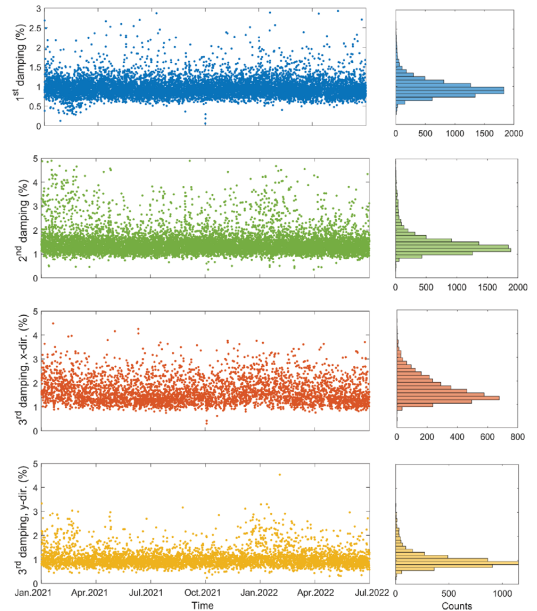 3
2.5
2
1.5
1
0.5
0
1st damping (%)
0 500 1000 1500 2000
5
4
3
2
1
0
2nd damping (%)
0 500 1000 1500 2000
5
4
3
2
1
0
3rd damping, x-dir. (%)
0 200 400 600 800
5
4
3
2
1
0
3rd damping, y-dir. (%)
Jan.2021 Apr.2021 Jul.2021 Oct.2021 Jan.2022 Apr.2022 Jul.2022
Time
0 500 1000
Counts